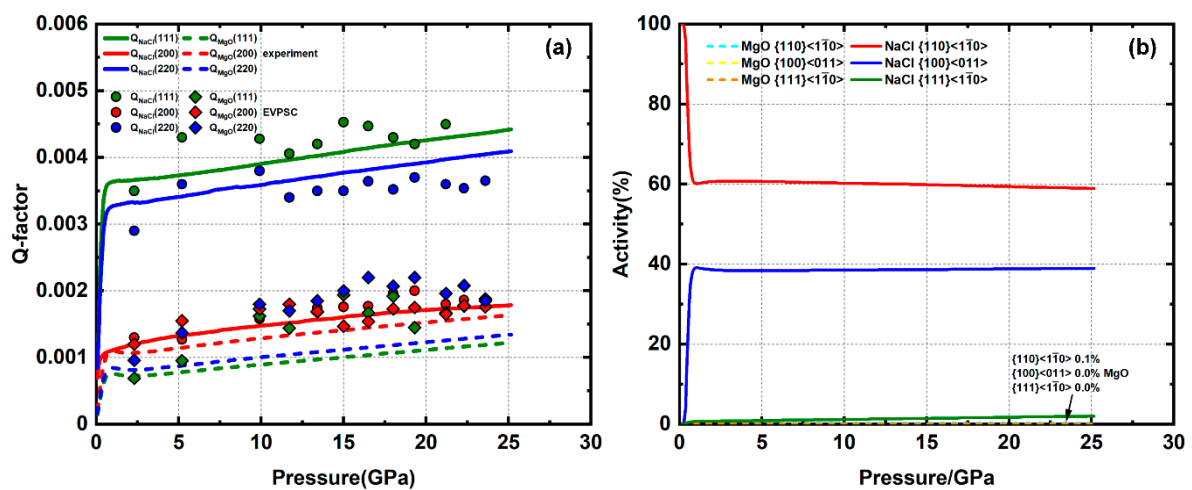 0.006
0.005
0.004
0.003
0.002
0.001
0
0 5 10 15 20 25 30
Q-factor
Pressure(GPa)
(a)
Q_NaCl(111) Q_MgO(111)
Q_NaCl(200) Q_MgO(200) experiment
Q_NaCl(220) Q_MgO(220)
Q_NaCl(111) Q_MgO(111)
Q_NaCl(200) Q_MgO(200) EVPSC
Q_NaCl(220) Q_MgO(220)
100
80
60
40
20
0
0 5 10 15 20 25 30
Activity(%)
Pressure/GPa
(b)
MgO {110}<11̅0> NaCl {110}<11̅0>
MgO {100}<011> NaCl {100}<011>
MgO {111}<11̅0> NaCl {111}<11̅0>
{110}<11̅0> 0.1%
{100}<011> 0.0% MgO
{111}<11̅0> 0.0%